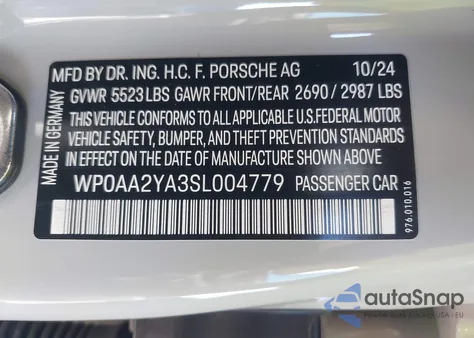 MFD BY DR. ING. H.C. F. PORSCHE AG 10/24
GVWR 5523 LBS GAWR FRONT/REAR 2690 / 2987 LBS
THIS VEHICLE CONFORMS TO ALL APPLICABLE U.S.FEDERAL MOTOR
VEHICLE SAFETY, BUMPER, AND THEFT PREVENTION STANDARDS
IN EFFECT ON THE DATE OF MANUFACTURE SHOWN ABOVE.
WP0AA2YA3SL004779 PASSENGER CAR
MADE IN GERMANY
976.010.016
autaSnap